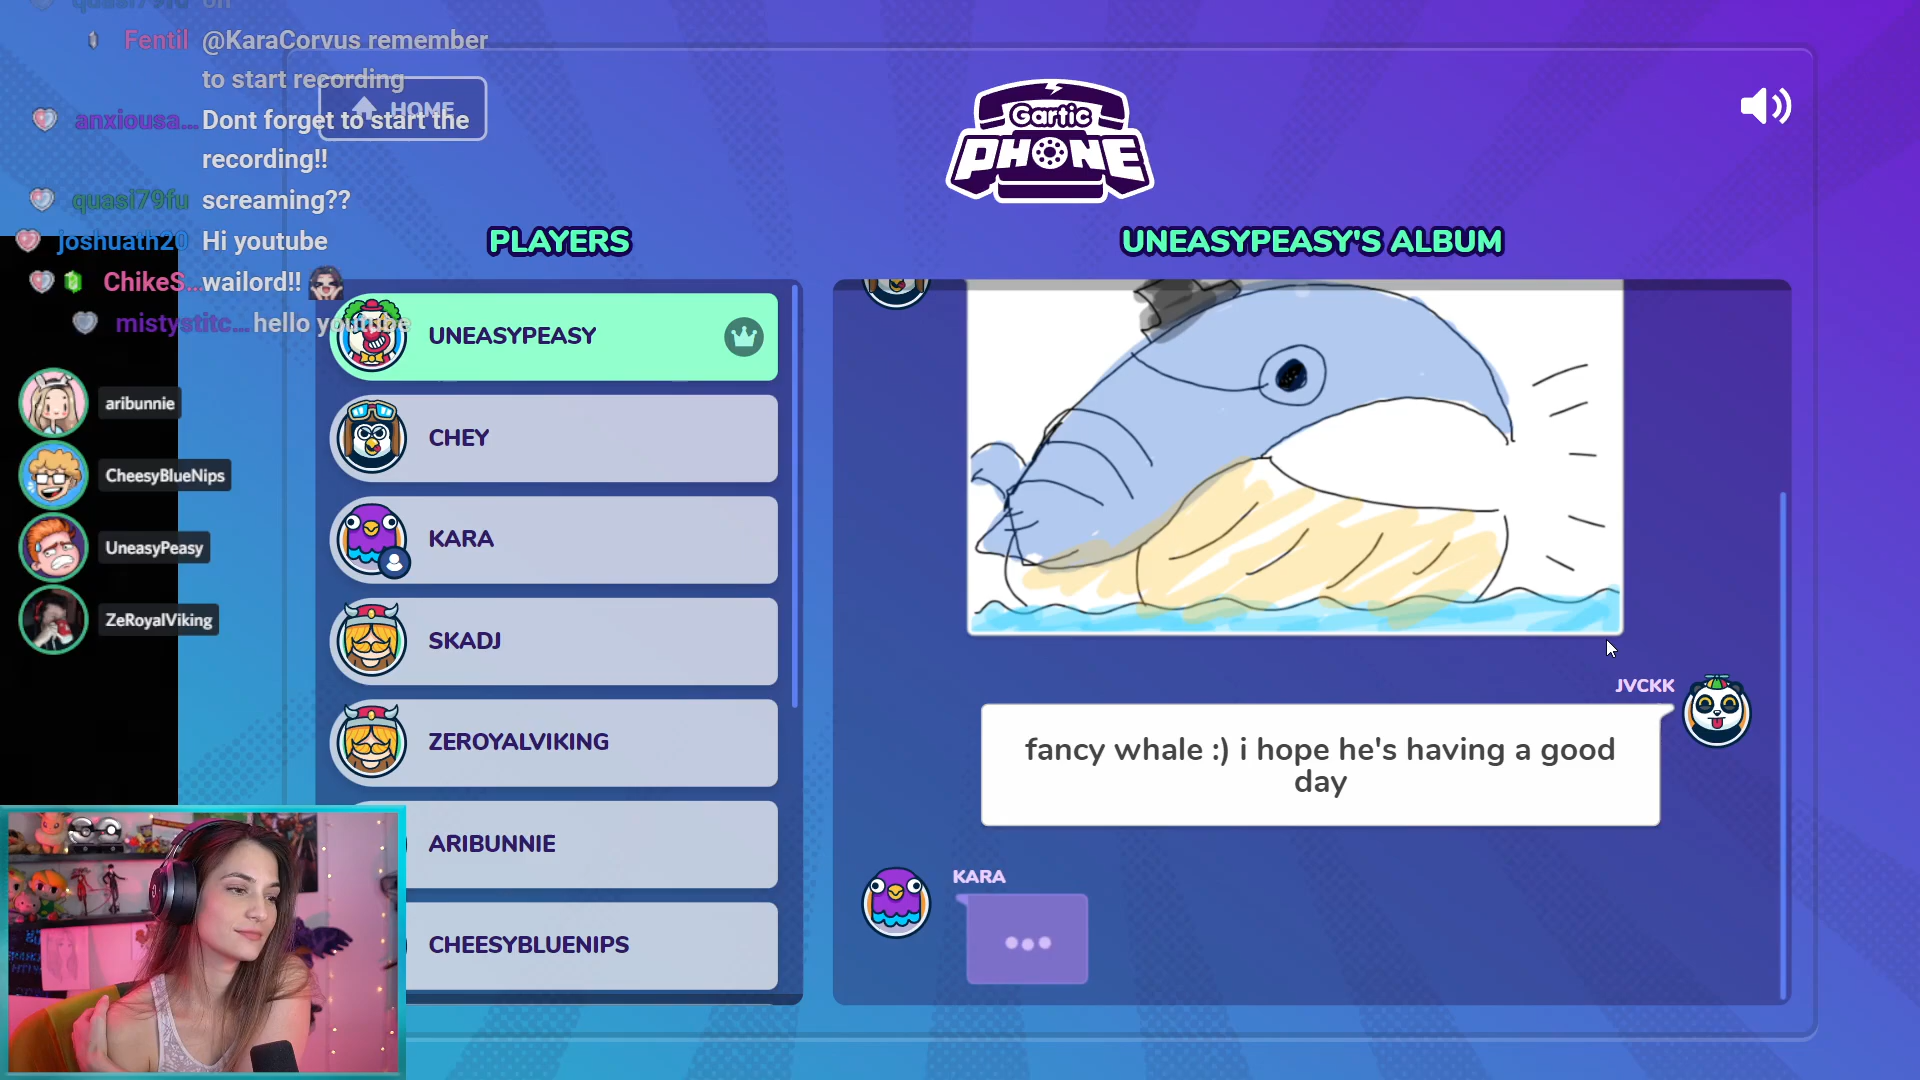 quasi79fu oh
Fentil @KaraCorvus remember
to start recording
HOME
anxiousa... Dont forget to start the
recording!!
quasi79fu screaming??
joshuath20 Hi youtube
ChikeS... wailord!!
mistystitc... hello youtube
aribunnie
CheesyBlueNips
UneasyPeasy
ZeRoyalViking
Gartic
PHONE
PLAYERS
UNEASYPEASY
CHEY
KARA
SKADJ
ZEROYALVIKING
ARIBUNNIE
CHEESYBLUENIPS
UNEASYPEASY'S ALBUM
JVCKK
fancy whale :) i hope he's having a good
day
KARA